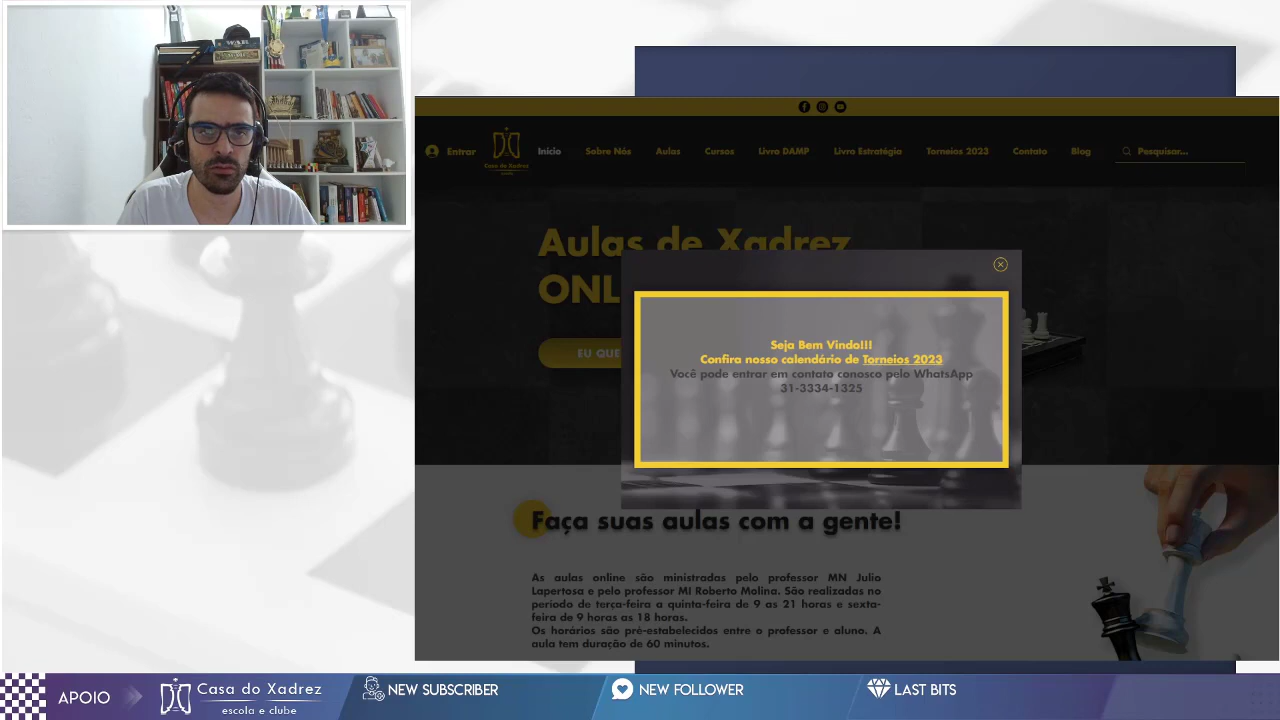 Entrar
Casa do Xadrez
Início
Sobre Nós
Aulas
Cursos
Livro DAMP
Livro Estratégia
Torneios 2023
Contato
Blog
Pesquisar...
Aulas de Xadrez
ONL
EU QUE
Seja Bem Vindo!!!
Confira nosso calendário de Torneios 2023
Você pode entrar em contato conosco pelo WhatsApp
31-3334-1325
Faça suas aulas com a gente!
As aulas online são ministradas pelo professor MN Julio
Lapertosa e pelo professor MI Roberto Molina. São realizadas no
período de terça-feira a quinta-feira de 9 as 21 horas e sexta-
feira de 9 horas as 18 horas.
Os horários são pré-estabelecidos entre o professor e aluno. A
aula tem duração de 60 minutos.
APOIO
Casa do Xadrez
escola e clube
NEW SUBSCRIBER
NEW FOLLOWER
LAST BITS